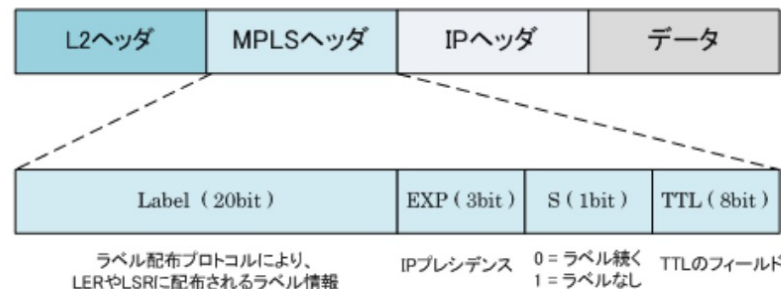 L2ヘッダ MPLSヘッダ IPヘッダ データ
Label ( 20bit ) EXP ( 3bit ) S ( 1bit ) TTL ( 8bit )
ラベル配布プロトコルにより、
LERやLSRに配布されるラベル情報
IPプレシデンス
0 = ラベル続く
1 = ラベルなし
TTLのフィールド